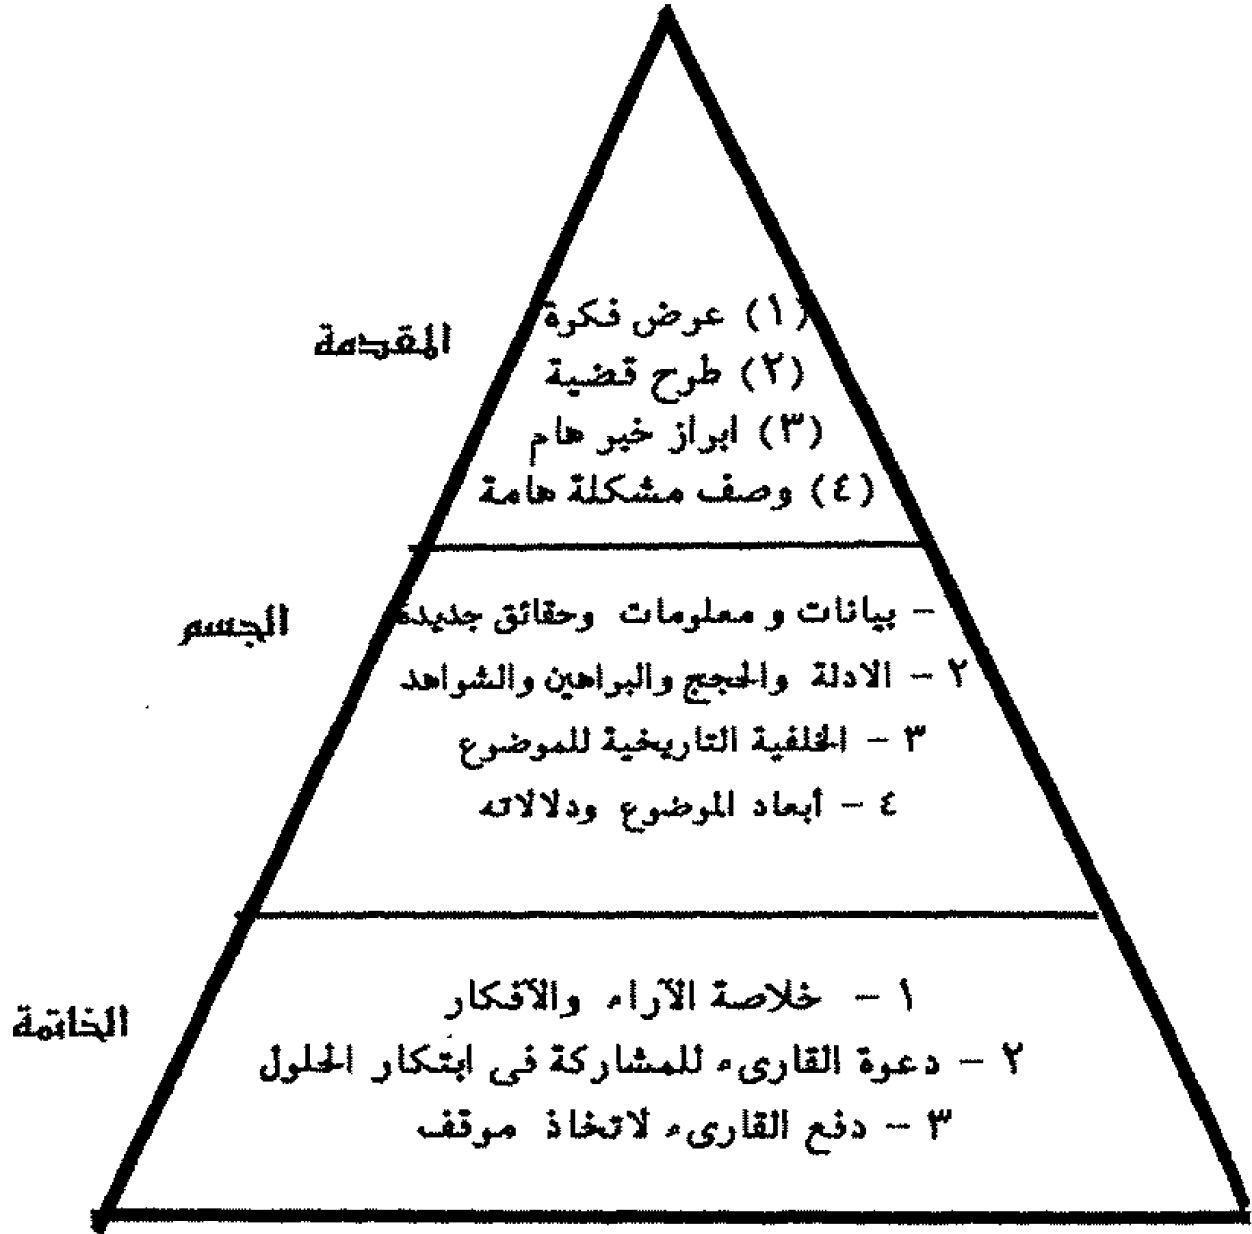 المقدمة
(١) عرض فكرة
(٢) طرح قضية
(٣) ابراز خبر هام
(٤) وصف مشكلة هامة
الجسم
– بيانات و معلومات وحقائق جديدة
٢ – الادلة والحجج والبراهين والشواهد
٣ – الخلفية التاريخية للموضوع
٤ – أبعاد الموضوع ودلالاته
الخاتمة
١ – خلاصة الآراء والآفكار
٢ – دعوة القارىء للمشاركة فى ابتكار الحلول
٣ – دفع القارىء لاتخاذ موقف